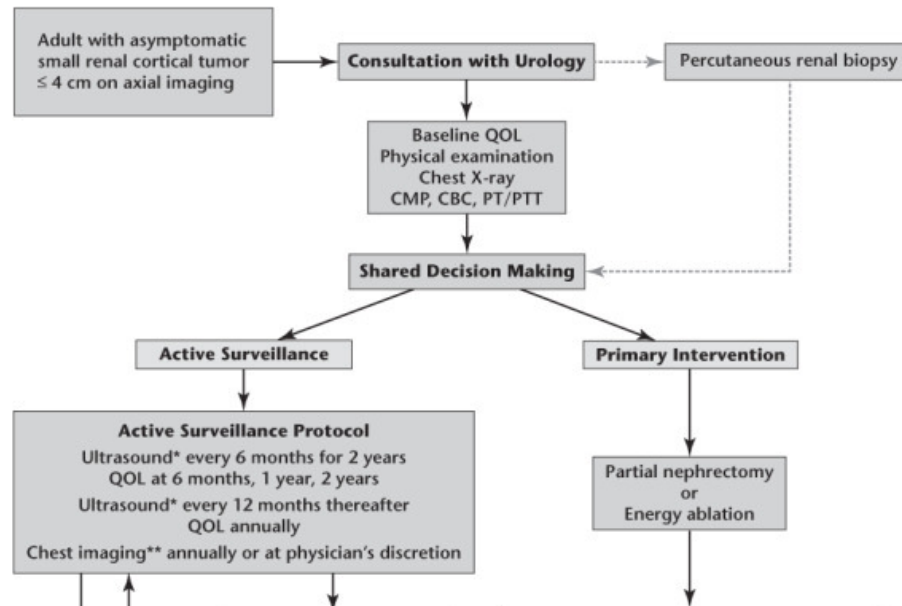 Adult with asymptomatic
small renal cortical tumor
≤ 4 cm on axial imaging
Consultation with Urology
Percutaneous renal biopsy
Baseline QOL
Physical examination
Chest X-ray
CMP, CBC, PT/PTT
Shared Decision Making
Active Surveillance
Primary Intervention
Active Surveillance Protocol
Ultrasound* every 6 months for 2 years
QOL at 6 months, 1 year, 2 years
Ultrasound* every 12 months thereafter
QOL annually
Chest imaging** annually or at physician's discretion
Partial nephrectomy
or
Energy ablation